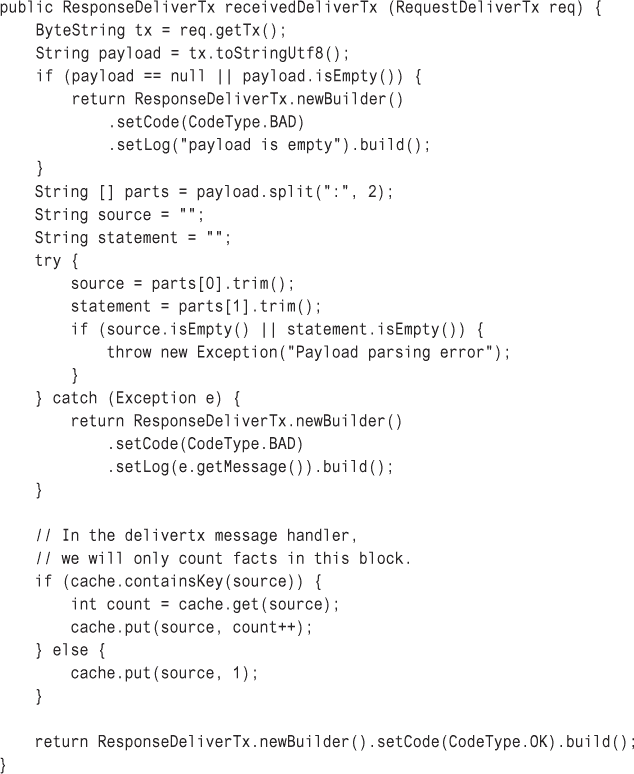 public ResponseDeliverTx receivedDeliverTx (RequestDeliverTx req) {
    ByteString tx = req.getTx();
    String payload = tx.toStringUtf8();
    if (payload == null || payload.isEmpty()) {
        return ResponseDeliverTx.newBuilder()
            .setCode(CodeType.BAD)
            .setLog("payload is empty").build();
    }
    String [] parts = payload.split(":", 2);
    String source = "";
    String statement = "";
    try {
        source = parts[0].trim();
        statement = parts[1].trim();
        if (source.isEmpty() || statement.isEmpty()) {
            throw new Exception("Payload parsing error");
        }
    } catch (Exception e) {
        return ResponseDeliverTx.newBuilder()
            .setCode(CodeType.BAD)
            .setLog(e.getMessage()).build();
    }

    // In the delivertx message handler,
    // we will only count facts in this block.
    if (cache.containsKey(source)) {
        int count = cache.get(source);
        cache.put(source, count++);
    } else {
        cache.put(source, 1);
    }

    return ResponseDeliverTx.newBuilder().setCode(CodeType.OK).build();
}